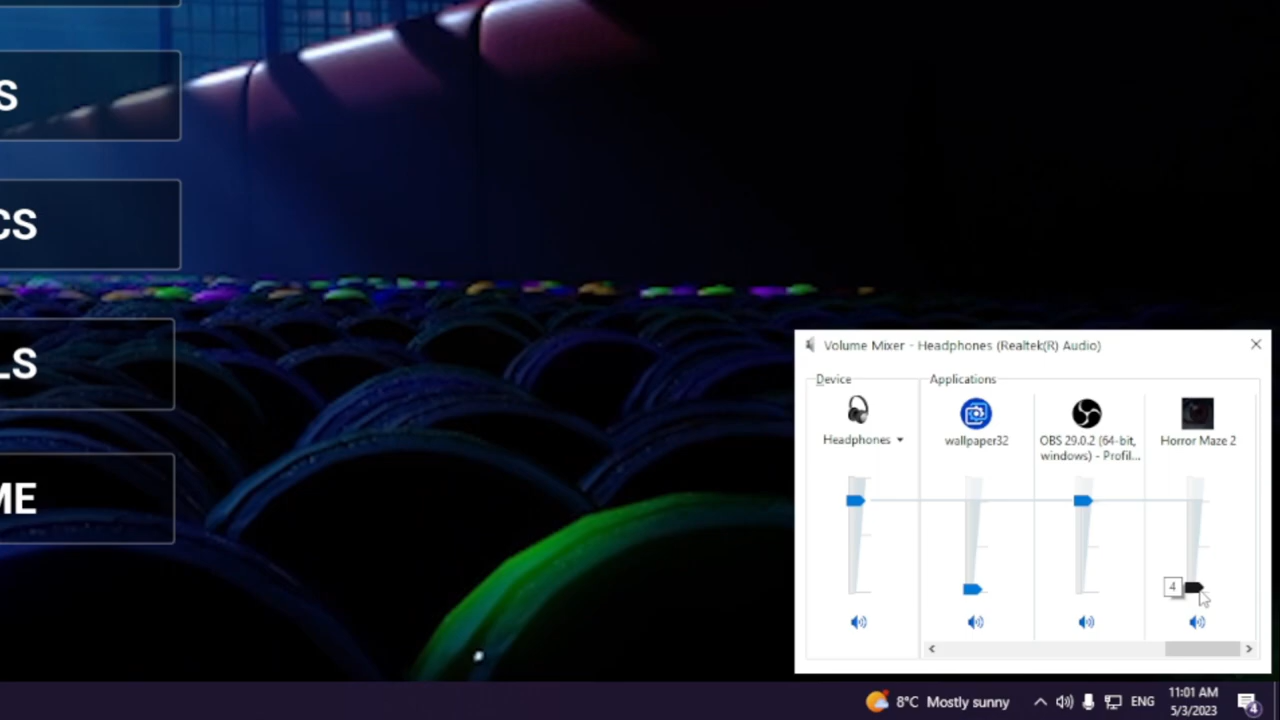 S
CS
LS
ME
Volume Mixer - Headphones (Realtek(R) Audio)
Device
Applications
Headphones
wallpaper32
OBS 29.0.2 (64-bit,
windows) - Profil...
Horror Maze 2
4
8°C Mostly sunny
ENG
11:01 AM
5/3/2023
4